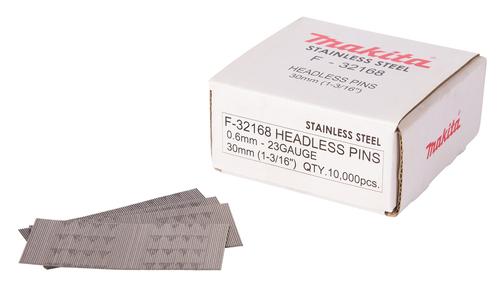 makita
STAINLESS STEEL
F - 32168
HEADLESS PINS
30mm (1-3/16")
STAINLESS STEEL
F-32168 HEADLESS PINS
0.6mm - 23GAUGE
30mm (1-3/16") QTY.10,000pcs.
makita